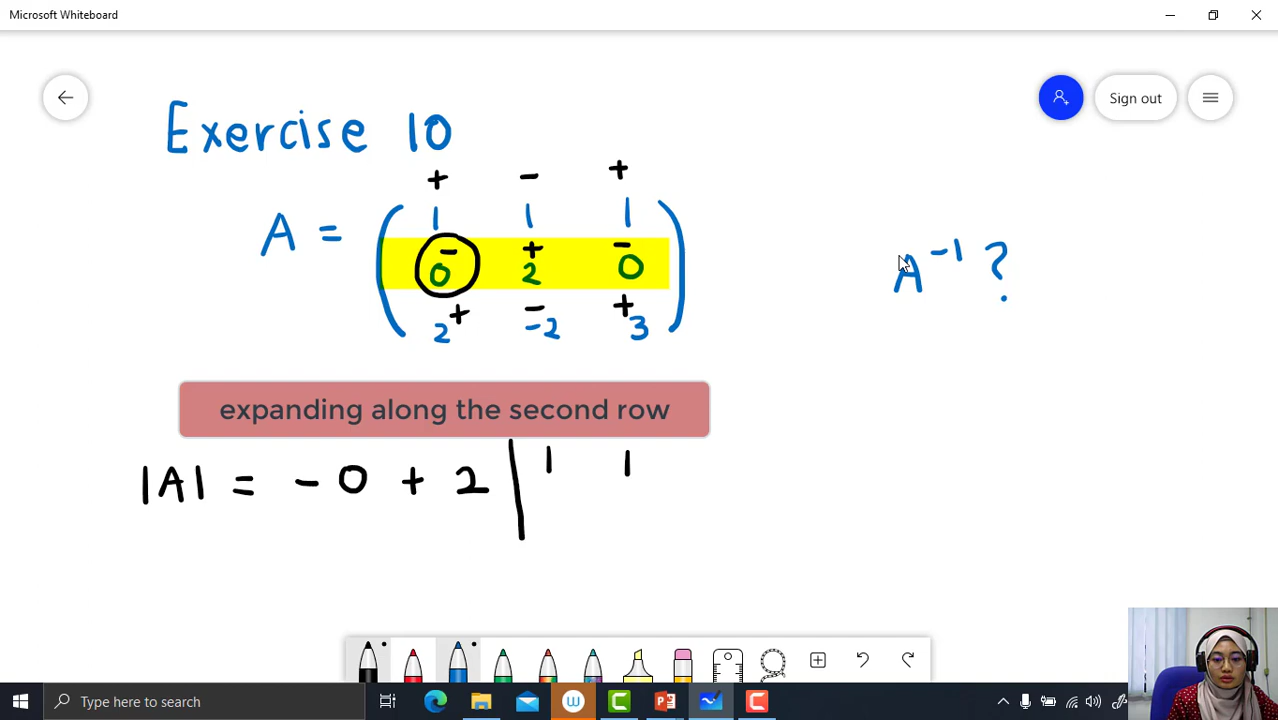 Microsoft Whiteboard
Sign out
Exercise 10
+ - +
A = ( 1 1 1
- + -
0 2 0
+ - +
2 -2 3 )
A⁻¹ ?
expanding along the second row
|A| = - 0 + 2 | 1 1
Type here to search